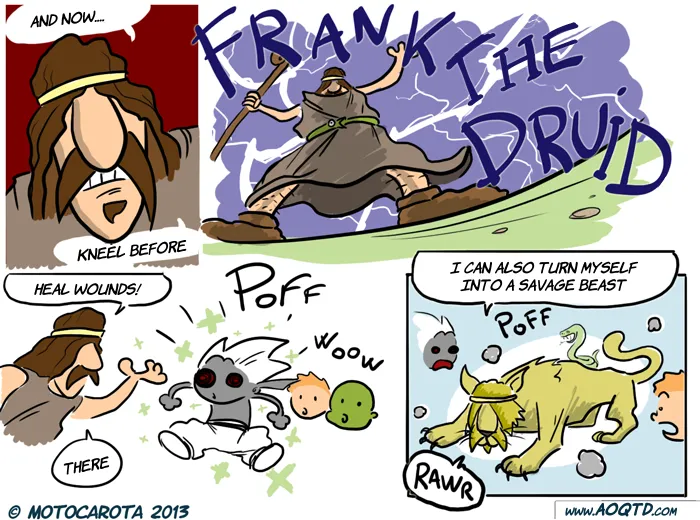 AND NOW....
KNEEL BEFORE
FRANK
THE
DRUID
HEAL WOUNDS!
POFF
WOOW
THERE
I CAN ALSO TURN MYSELF
INTO A SAVAGE BEAST
POFF
RAWR
© MOTOCAROTA 2013
WWW.AOQTD.COM